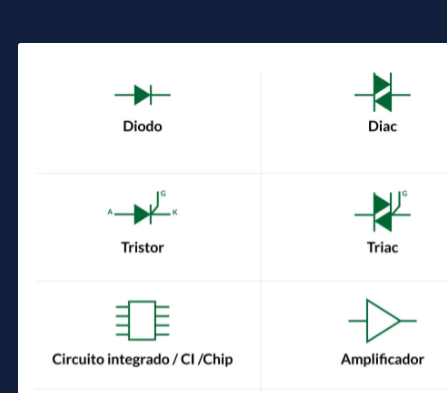 Diodo
Diac
G
A
K
Tristor
G
Triac
Circuito integrado / CI /Chip
Amplificador